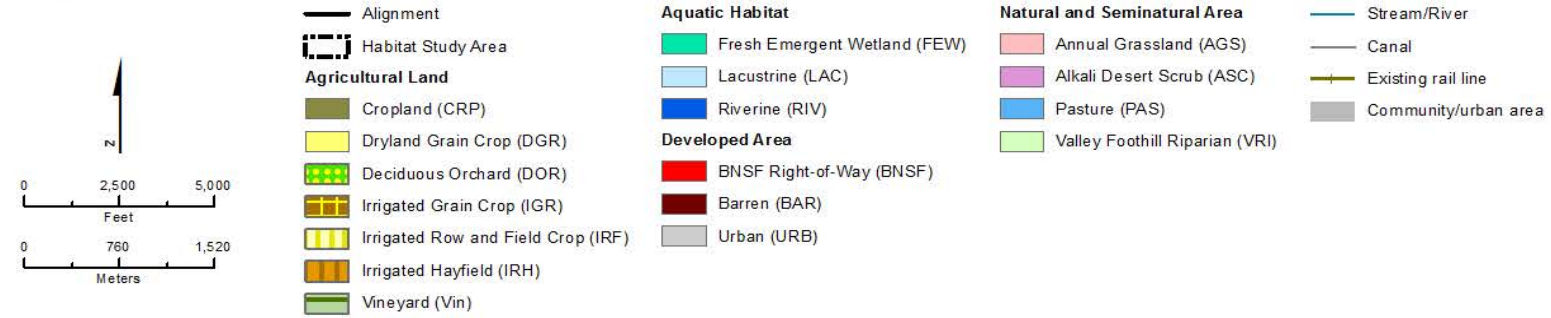 N
0 2,500 5,000
Feet
0 760 1,520
Meters
Alignment
Habitat Study Area
Agricultural Land
Cropland (CRP)
Dryland Grain Crop (DGR)
Deciduous Orchard (DOR)
Irrigated Grain Crop (IGR)
Irrigated Row and Field Crop (IRF)
Irrigated Hayfield (IRH)
Vineyard (Vin)
Aquatic Habitat
Fresh Emergent Wetland (FEW)
Lacustrine (LAC)
Riverine (RIV)
Developed Area
BNSF Right-of-Way (BNSF)
Barren (BAR)
Urban (URB)
Natural and Seminatural Area
Annual Grassland (AGS)
Alkali Desert Scrub (ASC)
Pasture (PAS)
Valley Foothill Riparian (VRI)
Stream/River
Canal
Existing rail line
Community/urban area